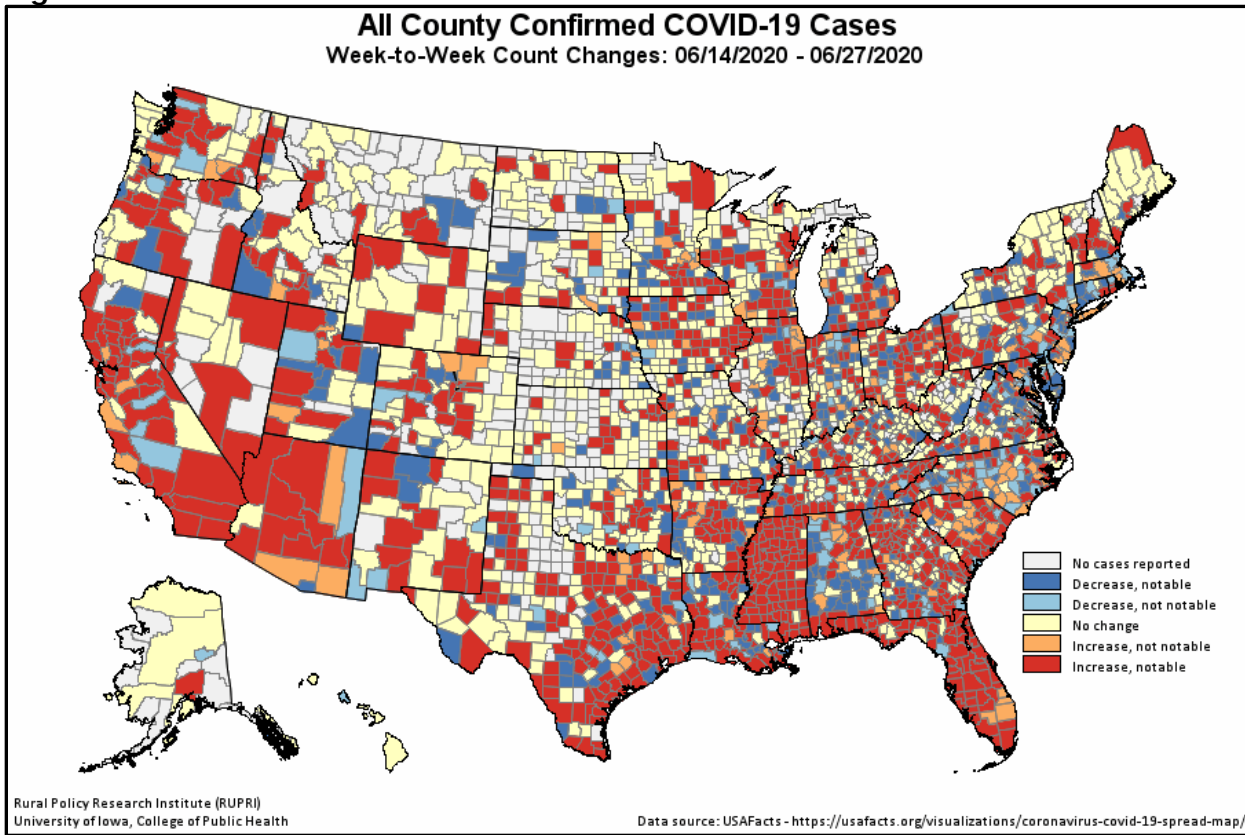 All County Confirmed COVID-19 Cases
Week-to-Week Count Changes: 06/14/2020 - 06/27/2020
No cases reported
Decrease, notable
Decrease, not notable
No change
Increase, not notable
Increase, notable
Rural Policy Research Institute (RUPRI)
University of Iowa, College of Public Health
Data source: USAFacts - https://usafacts.org/visualizations/coronavirus-covid-19-spread-map/